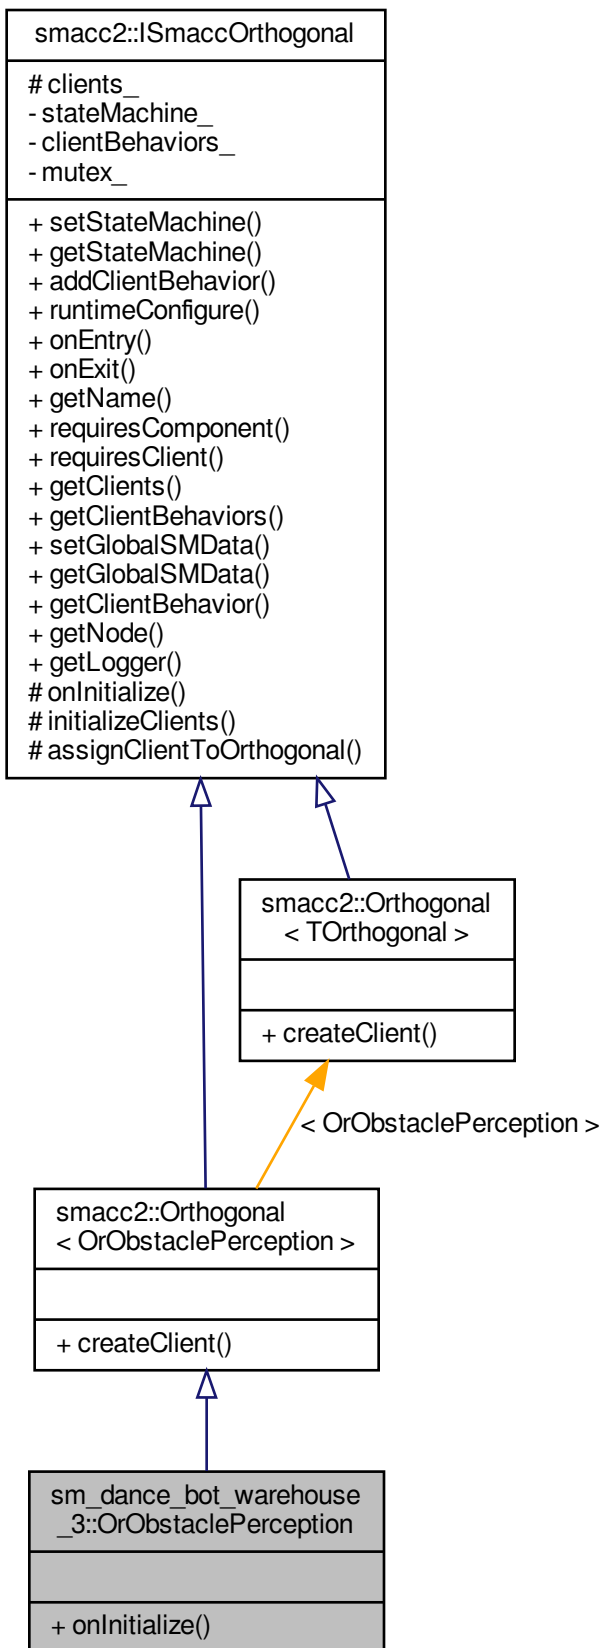 smacc2::ISmaccOrthogonal
# clients_
- stateMachine_
- clientBehaviors_
- mutex_
+ setStateMachine()
+ getStateMachine()
+ addClientBehavior()
+ runtimeConfigure()
+ onEntry()
+ onExit()
+ getName()
+ requiresComponent()
+ requiresClient()
+ getClients()
+ getClientBehaviors()
+ setGlobalSMData()
+ getGlobalSMData()
+ getClientBehavior()
+ getNode()
+ getLogger()
# onInitialize()
# initializeClients()
# assignClientToOrthogonal()
smacc2::Orthogonal
< TOrthogonal >
+ createClient()
< OrObstaclePerception >
smacc2::Orthogonal
< OrObstaclePerception >
+ createClient()
sm_dance_bot_warehouse
_3::OrObstaclePerception
+ onInitialize()